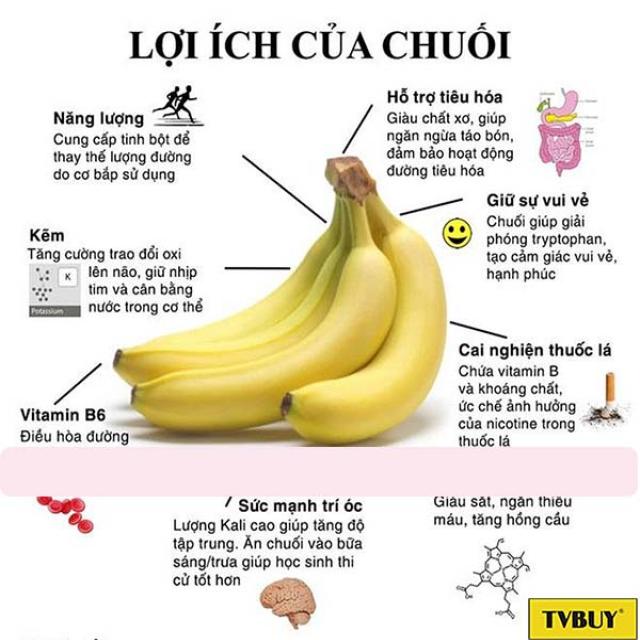 LỢI ÍCH CỦA CHUỐI
Năng lượng
Cung cấp tinh bột để
thay thế lượng đường
do cơ bắp sử dụng
Hỗ trợ tiêu hóa
Giàu chất xơ, giúp
ngăn ngừa táo bón,
đảm bảo hoạt động
đường tiêu hóa
Giữ sự vui vẻ
Chuối giúp giải
phóng tryptophan,
tạo cảm giác vui vẻ,
hạnh phúc
Kẽm
Tăng cường trao đổi oxi
lên não, giữ nhịp
tim và cân bằng
nước trong cơ thể
K
Potassium
Cai nghiện thuốc lá
Chứa vitamin B
và khoáng chất,
ức chế ảnh hưởng
của nicotine trong
thuốc lá
Vitamin B6
Điều hòa đường
Sức mạnh trí óc
Lượng Kali cao giúp tăng độ
tập trung. Ăn chuối vào bữa
sáng/trưa giúp học sinh thi
cử tốt hơn
Giàu sắt, ngăn thiếu
máu, tăng hồng cầu
TVBUY